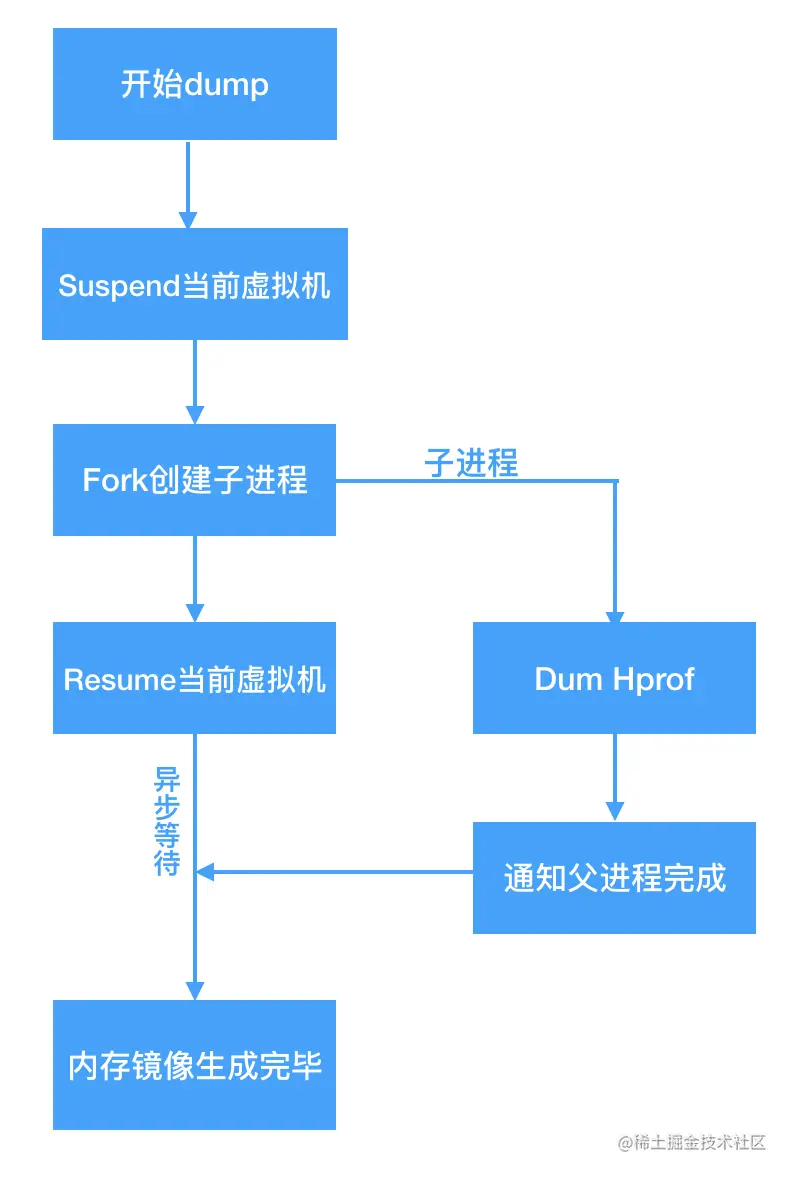 开始dump
Suspend当前虚拟机
Fork创建子进程
子进程
Resume当前虚拟机
Dum Hprof
异步等待
通知父进程完成
内存镜像生成完毕
@稀土掘金技术社区